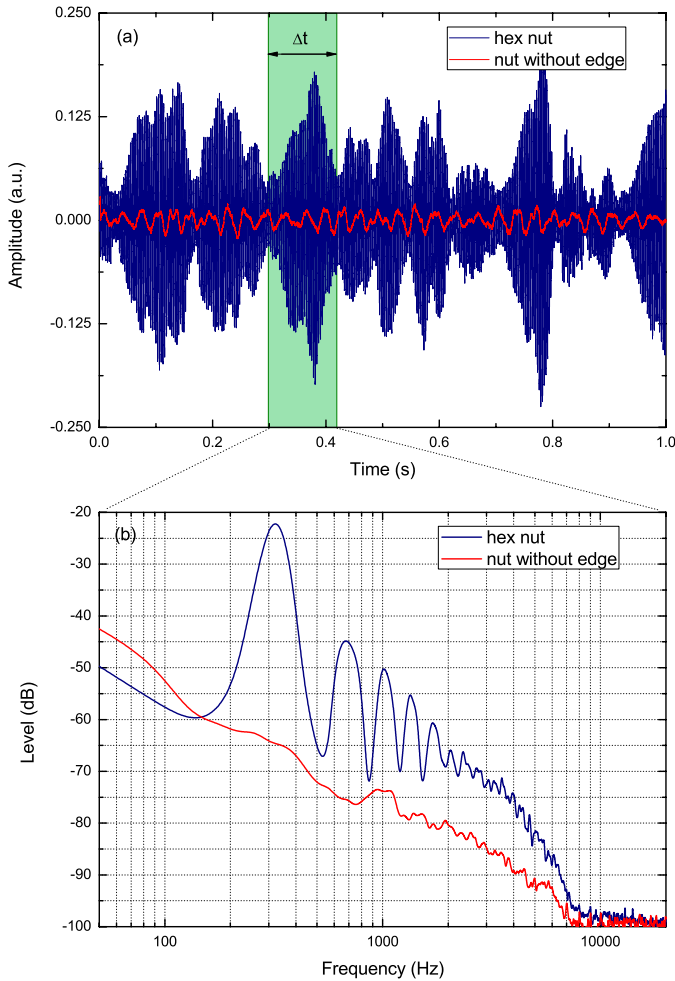 0.250
0.125
0.000
-0.125
-0.250
Amplitude (a.u.)
(a)
Δt
hex nut
nut without edge
0.0
0.2
0.4
0.6
0.8
1.0
Time (s)
-20
-30
-40
-50
-60
-70
-80
-90
-100
Level (dB)
(b)
hex nut
nut without edge
100
1000
10000
Frequency (Hz)